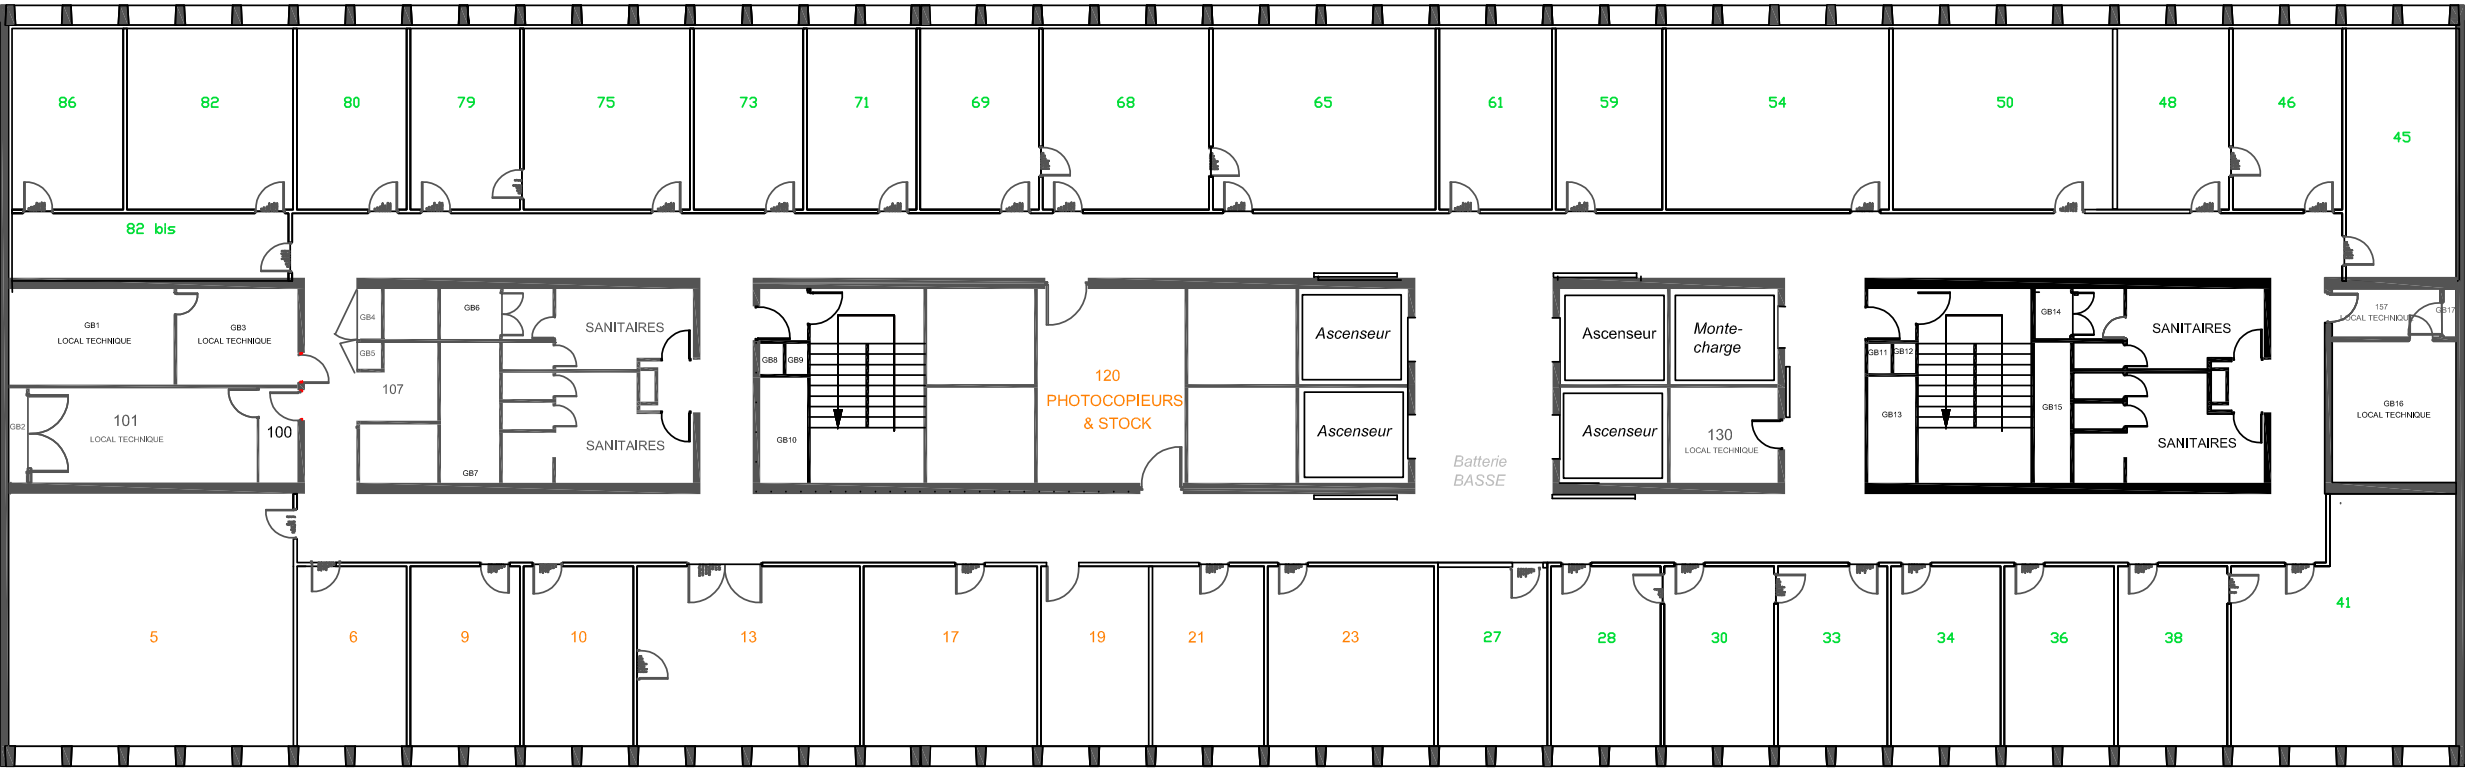 86
82
80
79
75
73
71
69
68
65
61
59
54
50
48
46
45
82 bis
GB1
LOCAL TECHNIQUE
GB3
LOCAL TECHNIQUE
GB4
GB5
GB6
SANITAIRES
107
GB2
101
LOCAL TECHNIQUE
100
GB7
SANITAIRES
GB8
GB9
GB10
120
PHOTOCOPIEURS
& STOCK
Ascenseur
Ascenseur
Batterie
BASSE
Ascenseur
Monte-
charge
Ascenseur
130
LOCAL TECHNIQUE
GB11
GB12
GB13
GB14
GB15
SANITAIRES
SANITAIRES
157
LOCAL TECHNIQUE
GB17
GB16
LOCAL TECHNIQUE
5
6
9
10
13
17
19
21
23
27
28
30
33
34
36
38
41